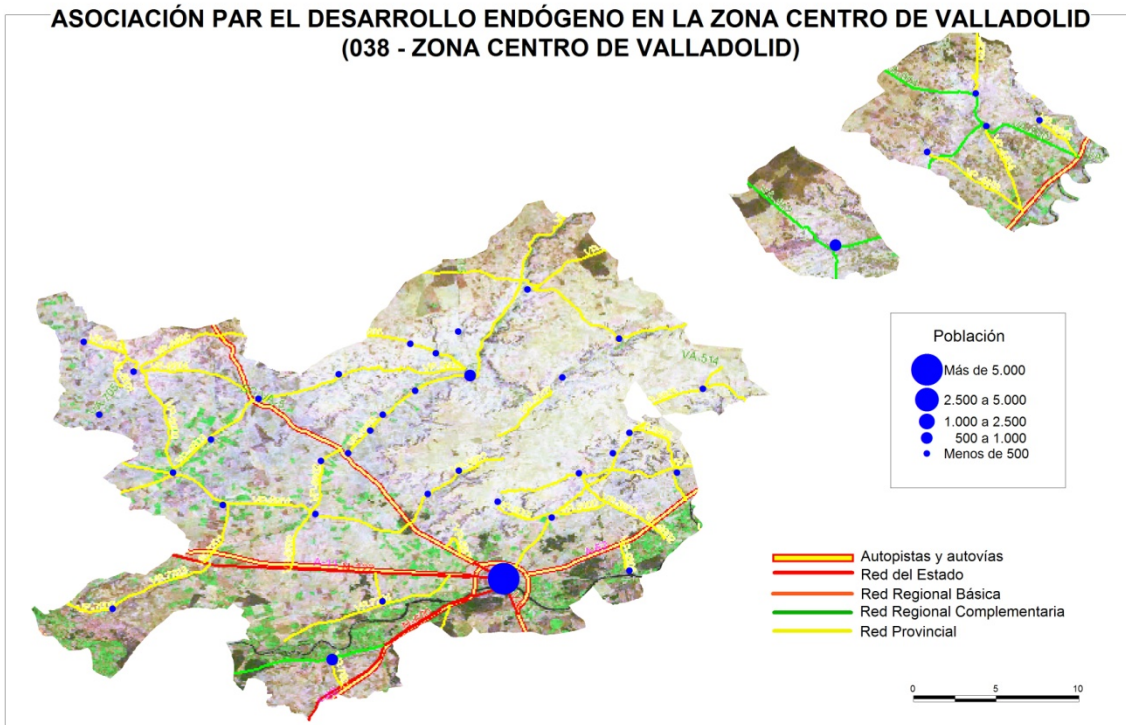 ASOCIACIÓN PAR EL DESARROLLO ENDÓGENO EN LA ZONA CENTRO DE VALLADOLID
(038 - ZONA CENTRO DE VALLADOLID)
VA-514
Población
Más de 5.000
2.500 a 5.000
1.000 a 2.500
500 a 1.000
Menos de 500
Autopistas y autovías
Red del Estado
Red Regional Básica
Red Regional Complementaria
Red Provincial
0 5 10